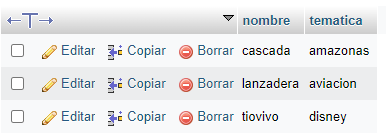 nombre tematica
Editar Copiar Borrar cascada amazonas
Editar Copiar Borrar lanzadera aviacion
Editar Copiar Borrar tiovivo disney